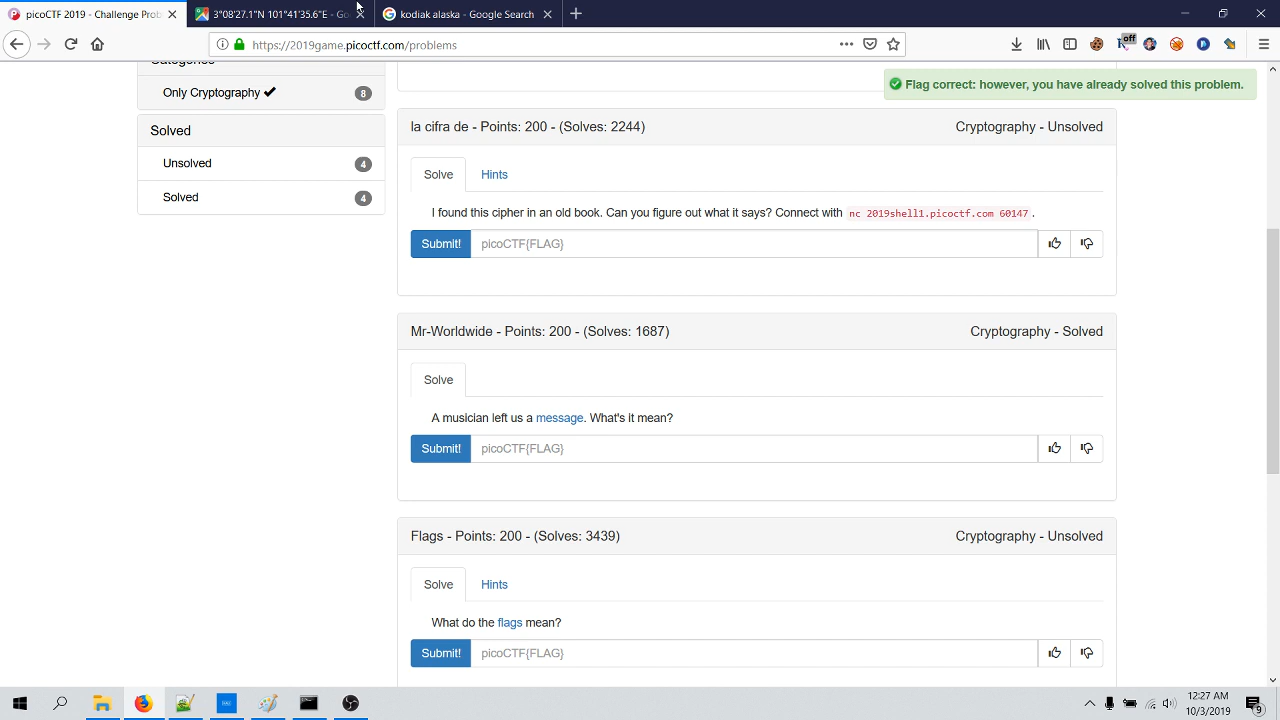 picoCTF 2019 - Challenge Prob
3°08'27.1"N 101°41'35.6"E - Go
kodiak alaska - Google Search
https://2019game.picoctf.com/problems
off
Categories
Only Cryptography ✔ 8
Flag correct: however, you have already solved this problem.
Solved
Unsolved 4
Solved 4
la cifra de - Points: 200 - (Solves: 2244) Cryptography - Unsolved
Solve Hints
I found this cipher in an old book. Can you figure out what it says? Connect with nc 2019shell1.picoctf.com 60147 .
Submit! picoCTF{FLAG}
Mr-Worldwide - Points: 200 - (Solves: 1687) Cryptography - Solved
Solve
A musician left us a message. What's it mean?
Submit! picoCTF{FLAG}
Flags - Points: 200 - (Solves: 3439) Cryptography - Unsolved
Solve Hints
What do the flags mean?
Submit! picoCTF{FLAG}
12:27 AM
10/3/2019
9